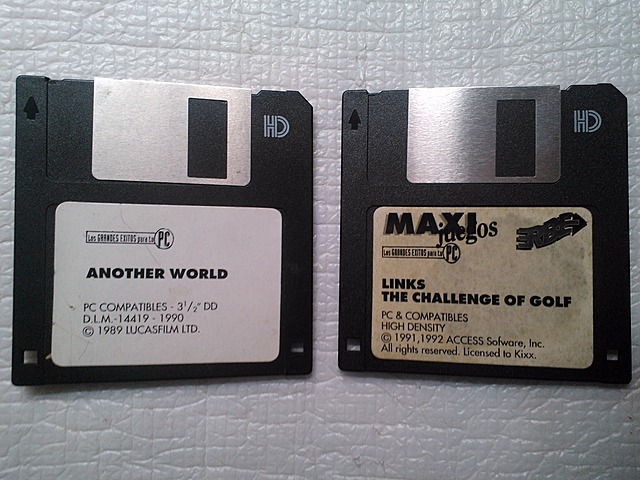 HD
Los GRANDES EXITOS para tu PC
ANOTHER WORLD
PC COMPATIBLES - 3 1/2" DD
D.L.M.-14419 - 1990
© 1989 LUCASFILM LTD.
HD
MAXI
juegos
Los GRANDES EXITOS para tu PC
LINKS
THE CHALLENGE OF GOLF
PC & COMPATIBLES
HIGH DENSITY
© 1991,1992 ACCESS Sofware, Inc.
All rights reserved. Licensed to Kixx.